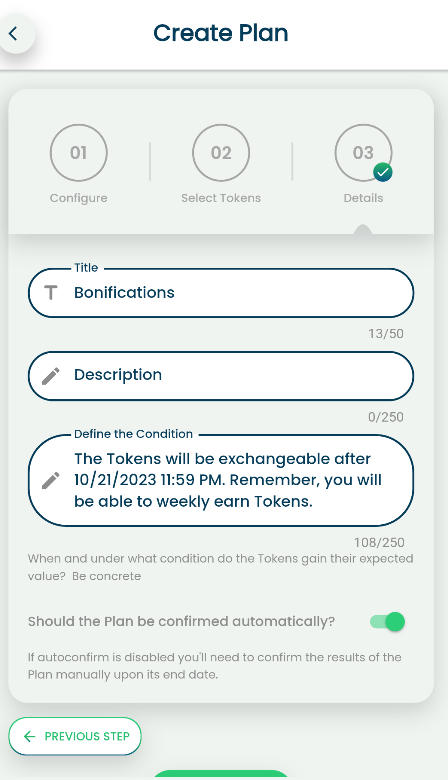 Create Plan
01
02
03
Configure
Select Tokens
Details
Title
Bonifications
13/50
Description
0/250
Define the Condition
The Tokens will be exchangeable after
10/21/2023 11:59 PM. Remember, you will
be able to weekly earn Tokens.
108/250
When and under what condition do the Tokens gain their expected
value? Be concrete
Should the Plan be confirmed automatically?
If autoconfirm is disabled you'll need to confirm the results of the
Plan manually upon its end date.
PREVIOUS STEP